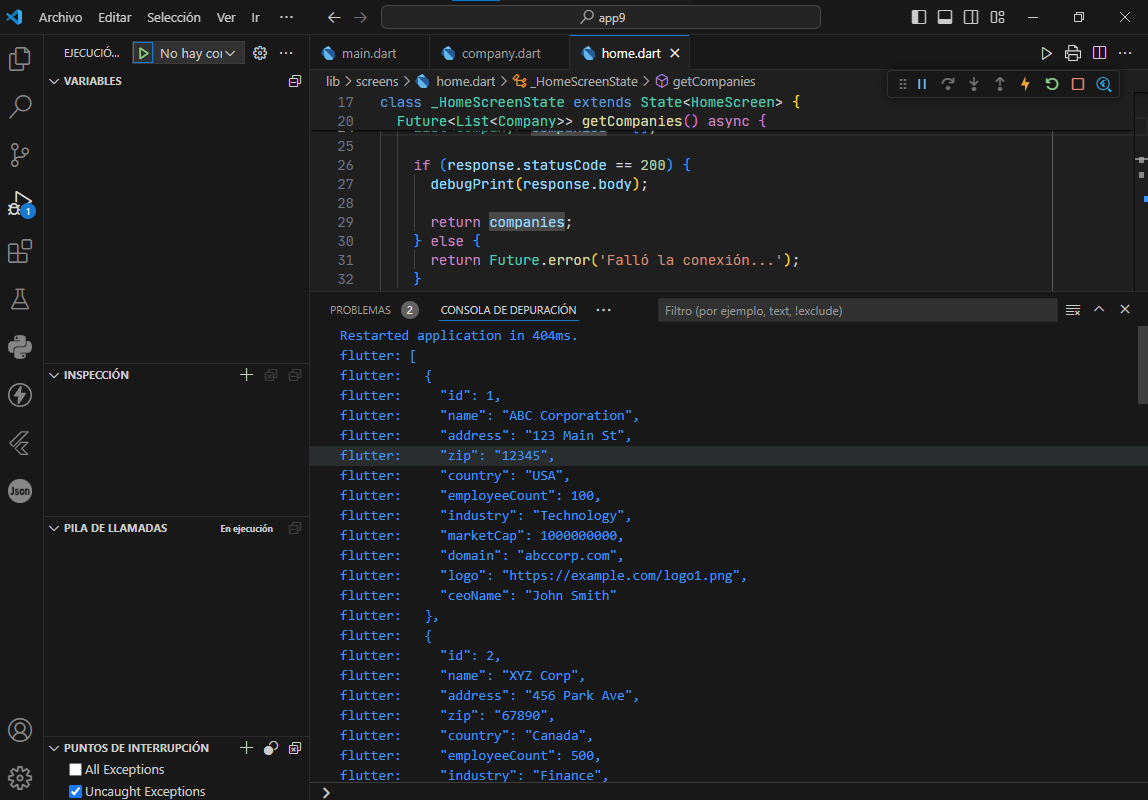 Archivo Editar Selección Ver Ir ··· app9
EJECUCIÓ... No hay coı ···
main.dart company.dart home.dart
VARIABLES
lib > screens > home.dart > _HomeScreenState > getCompanies
17 class _HomeScreenState extends State<HomeScreen> {
20 Future<List<Company>> getCompanies() async {
25
26 if (response.statusCode == 200) {
27 debugPrint(response.body);
28
29 return companies;
30 } else {
31 return Future.error('Falló la conexión...');
32 }
1
Json
PROBLEMAS 2 CONSOLA DE DEPURACIÓN ··· Filtro (por ejemplo, text, !exclude)
Restarted application in 404ms.
flutter: [
flutter: {
flutter: "id": 1,
flutter: "name": "ABC Corporation",
flutter: "address": "123 Main St",
flutter: "zip": "12345",
flutter: "country": "USA",
flutter: "employeeCount": 100,
flutter: "industry": "Technology",
flutter: "marketCap": 1000000000,
flutter: "domain": "abccorp.com",
flutter: "logo": "https://example.com/logo1.png",
flutter: "ceoName": "John Smith"
flutter: },
flutter: {
flutter: "id": 2,
flutter: "name": "XYZ Corp",
flutter: "address": "456 Park Ave",
flutter: "zip": "67890",
flutter: "country": "Canada",
flutter: "employeeCount": 500,
flutter: "industry": "Finance",
INSPECCIÓN
PILA DE LLAMADAS En ejecución
PUNTOS DE INTERRUPCIÓN
All Exceptions
Uncaught Exceptions